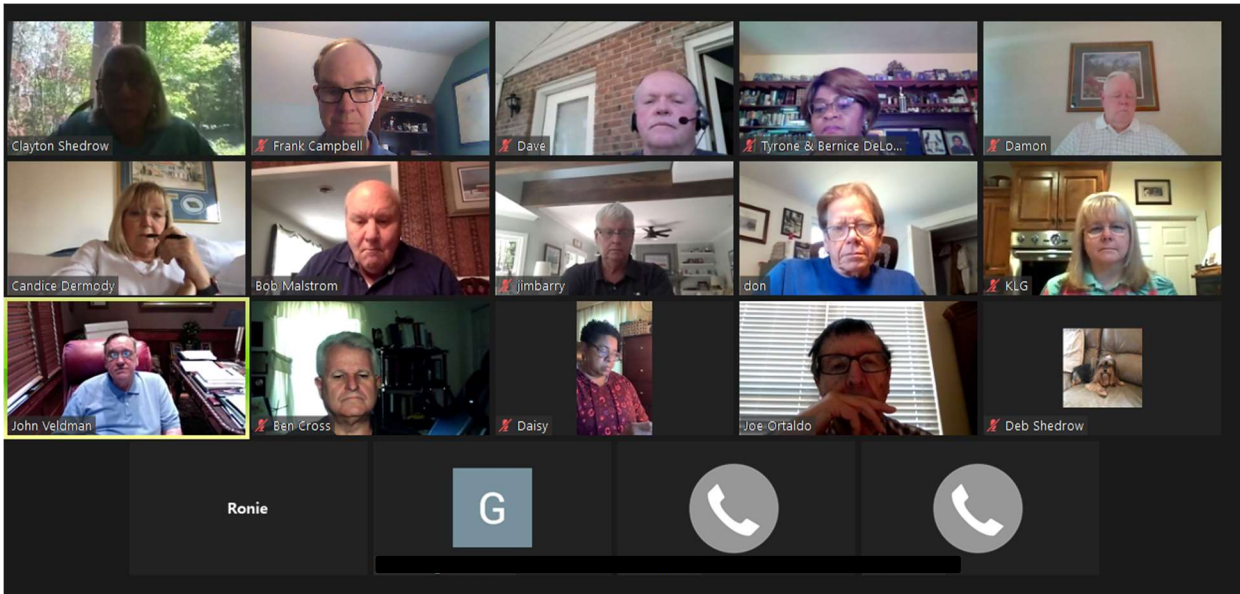 Clayton Shedrow
Frank Campbell
Dave
Tyrone & Bernice DeLo...
Damon
Candice Dermody
Bob Malstrom
jimbarry
don
KLG
John Veldman
Ben Cross
Daisy
Joe Ortaldo
Deb Shedrow
Ronie
G